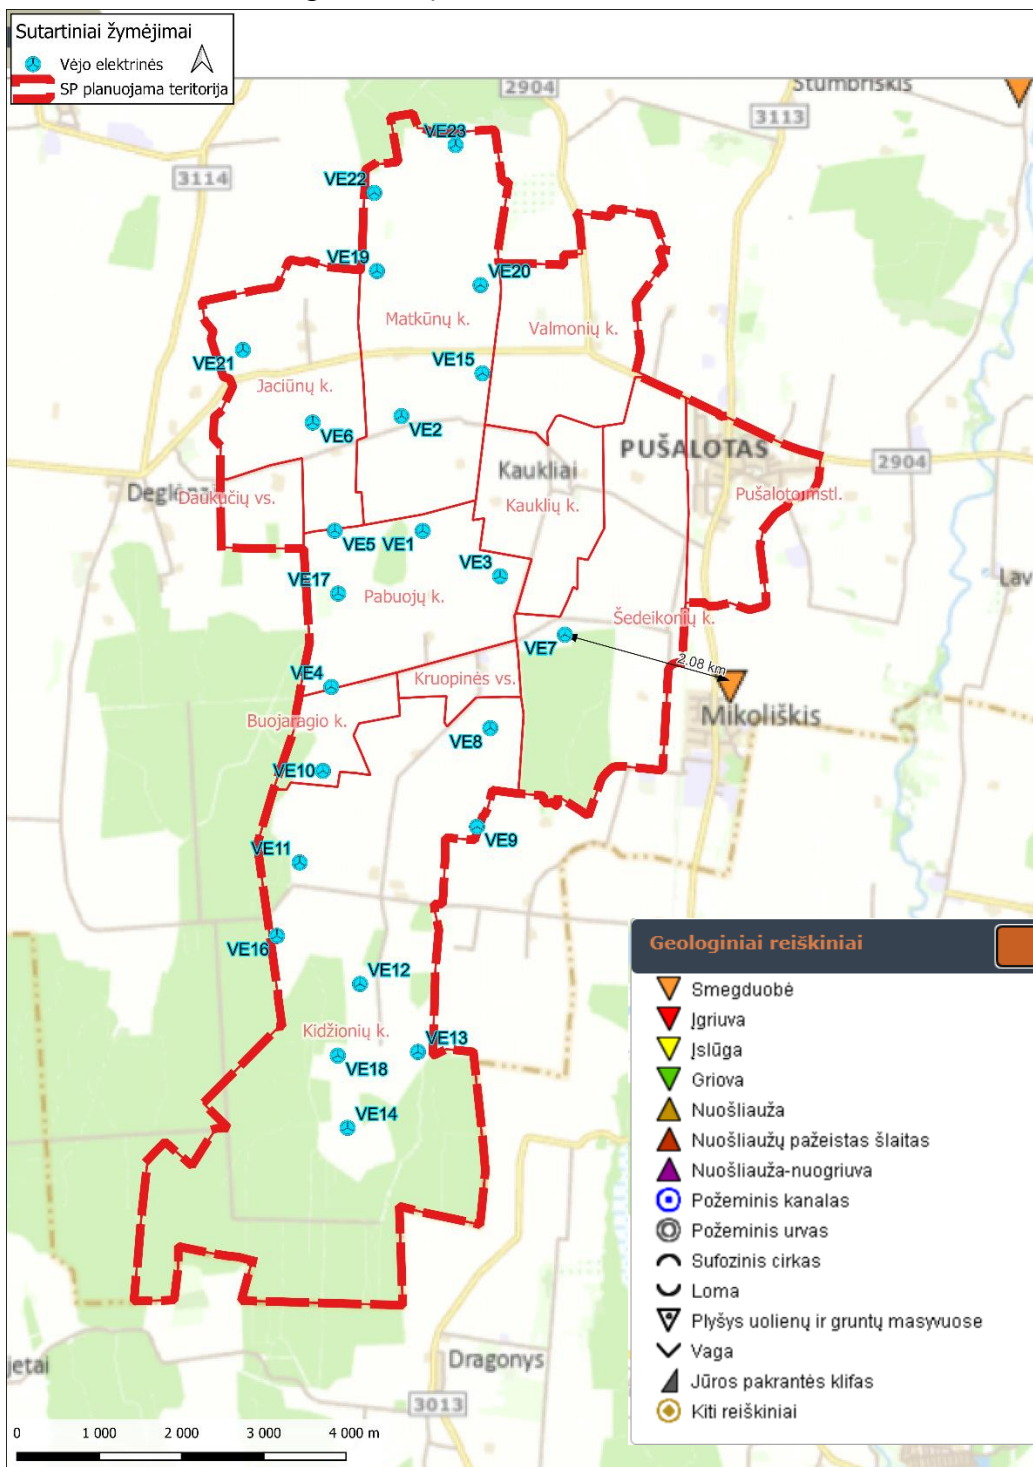 Sutartiniai žymėjimai
Vėjo elektrinės
SP planuojama teritorija
2904
Stumbriškis
3113
3114
VE23
VE22
VE19
VE20
Matkūnų k.
Valmonių k.
VE21
VE15
Jaciūnų k.
VE6
VE2
PUŠALOTAS
2904
Kaukliai
Daukučių vs.
Kauklių k.
Pušaloto mstl.
VE5
VE1
VE3
VE17
Pabuojų k.
Lav
Šedeikonių k.
VE7
2.08 km
VE4
Kruopinės vs.
Buojaragio k.
Mikoliškis
VE8
VE10
VE9
VE11
VE16
VE12
Kidžionių k.
VE13
VE18
VE14
Geologiniai reiškiniai
Smegduobė
Įgriuva
Įslūga
Griova
Nuošliauža
Nuošliaužų pažeistas šlaitas
Nuošliauža-nuogriuva
Požeminis kanalas
Požeminis urvas
Sufozinis cirkas
Loma
Plyšys uolienų ir gruntų masyvuose
Vaga
Jūros pakrantės klifas
Kiti reiškiniai
jetai
Dragonys
3013
0 1 000 2 000 3 000 4 000 m